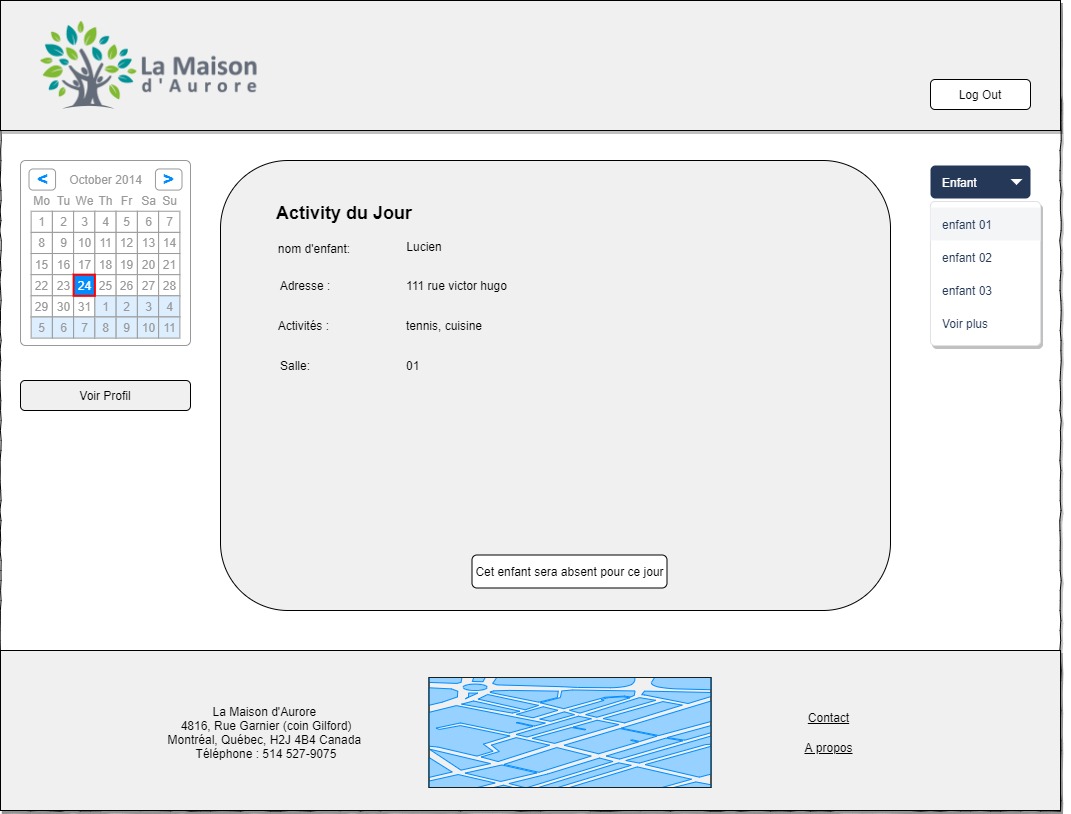 La Maison
d'Aurore
Log Out
< October 2014 >
Mo Tu We Th Fr Sa Su
1 2 3 4 5 6 7
8 9 10 11 12 13 14
15 16 17 18 19 20 21
22 23 24 25 26 27 28
29 30 31 1 2 3 4
5 6 7 8 9 10 11
Voir Profil
Activity du Jour
nom d'enfant: Lucien
Adresse : 111 rue victor hugo
Activités : tennis, cuisine
Salle: 01
Cet enfant sera absent pour ce jour
Enfant
enfant 01
enfant 02
enfant 03
Voir plus
La Maison d'Aurore
4816, Rue Garnier (coin Gilford)
Montréal, Québec, H2J 4B4 Canada
Téléphone : 514 527-9075
Contact
A propos